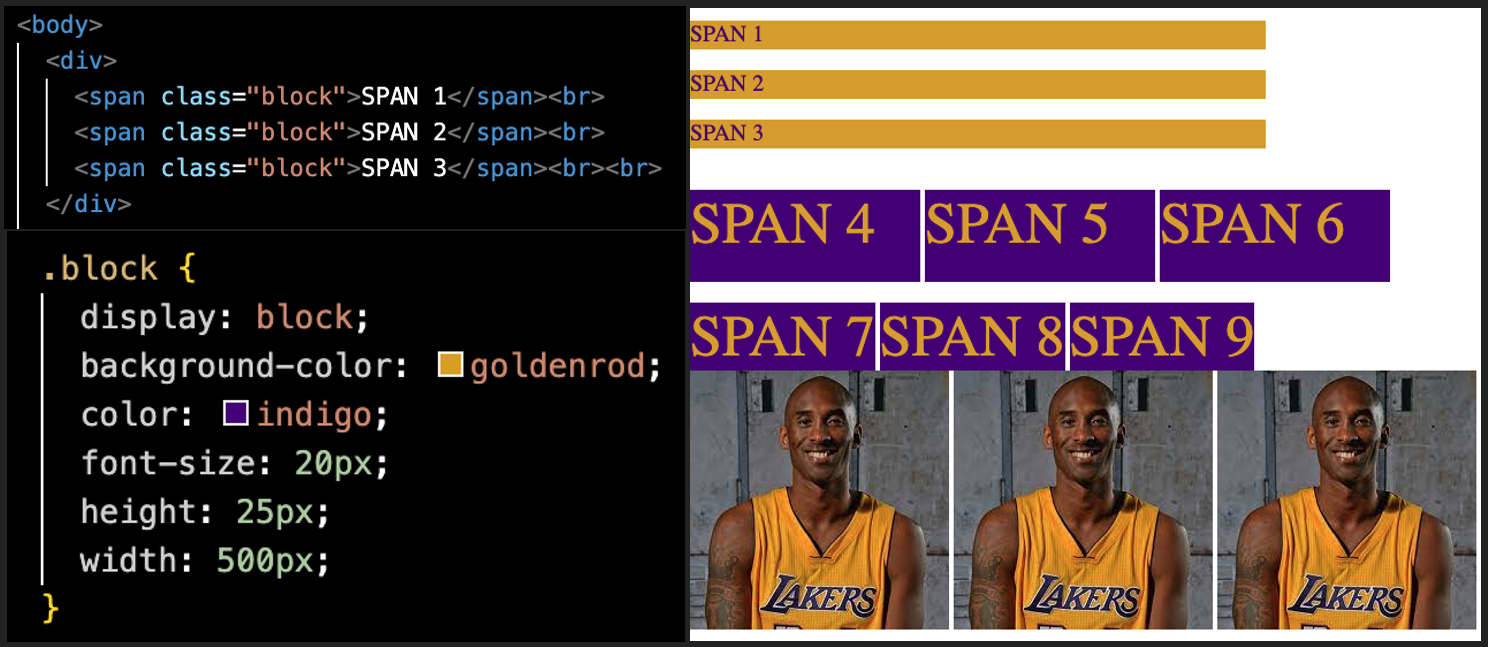 <body>
<div>
<span class="block">SPAN 1</span><br>
<span class="block">SPAN 2</span><br>
<span class="block">SPAN 3</span><br><br>
</div>
.block {
display: block;
background-color: goldenrod;
color: indigo;
font-size: 20px;
height: 25px;
width: 500px;
}
SPAN 1
SPAN 2
SPAN 3
SPAN 4 SPAN 5 SPAN 6
SPAN 7 SPAN 8 SPAN 9
LAKERS LAKERS LAKERS